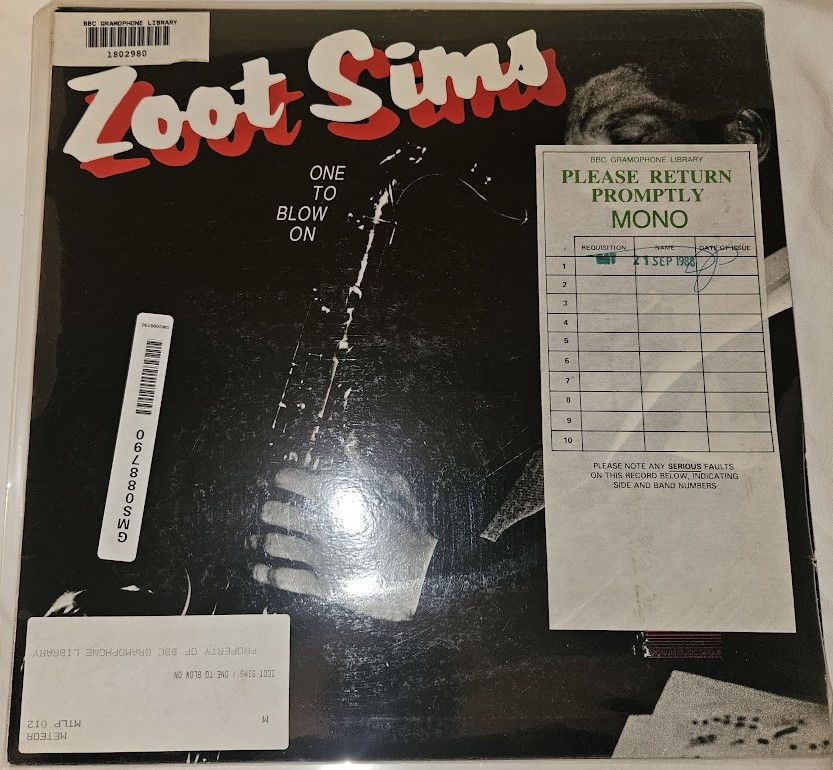 BBC GRAMOPHONE LIBRARY
1802980
Zoot Sims
ONE
TO
BLOW
ON
BBC GRAMOPHONE LIBRARY
PLEASE RETURN
PROMPTLY
MONO
REQUISITION NAME DATE OF ISSUE
1 21 SEP 1988
2
3
4
5
6
7
8
9
10
PLEASE NOTE ANY SERIOUS FAULTS
ON THIS RECORD BELOW, INDICATING
SIDE AND BAND NUMBERS
GMS088790
PROPERTY OF BBC GRAMOPHONE LIBRARY
ZOOT SIMS / ONE TO BLOW ON
M
MTLP 012
METEOR